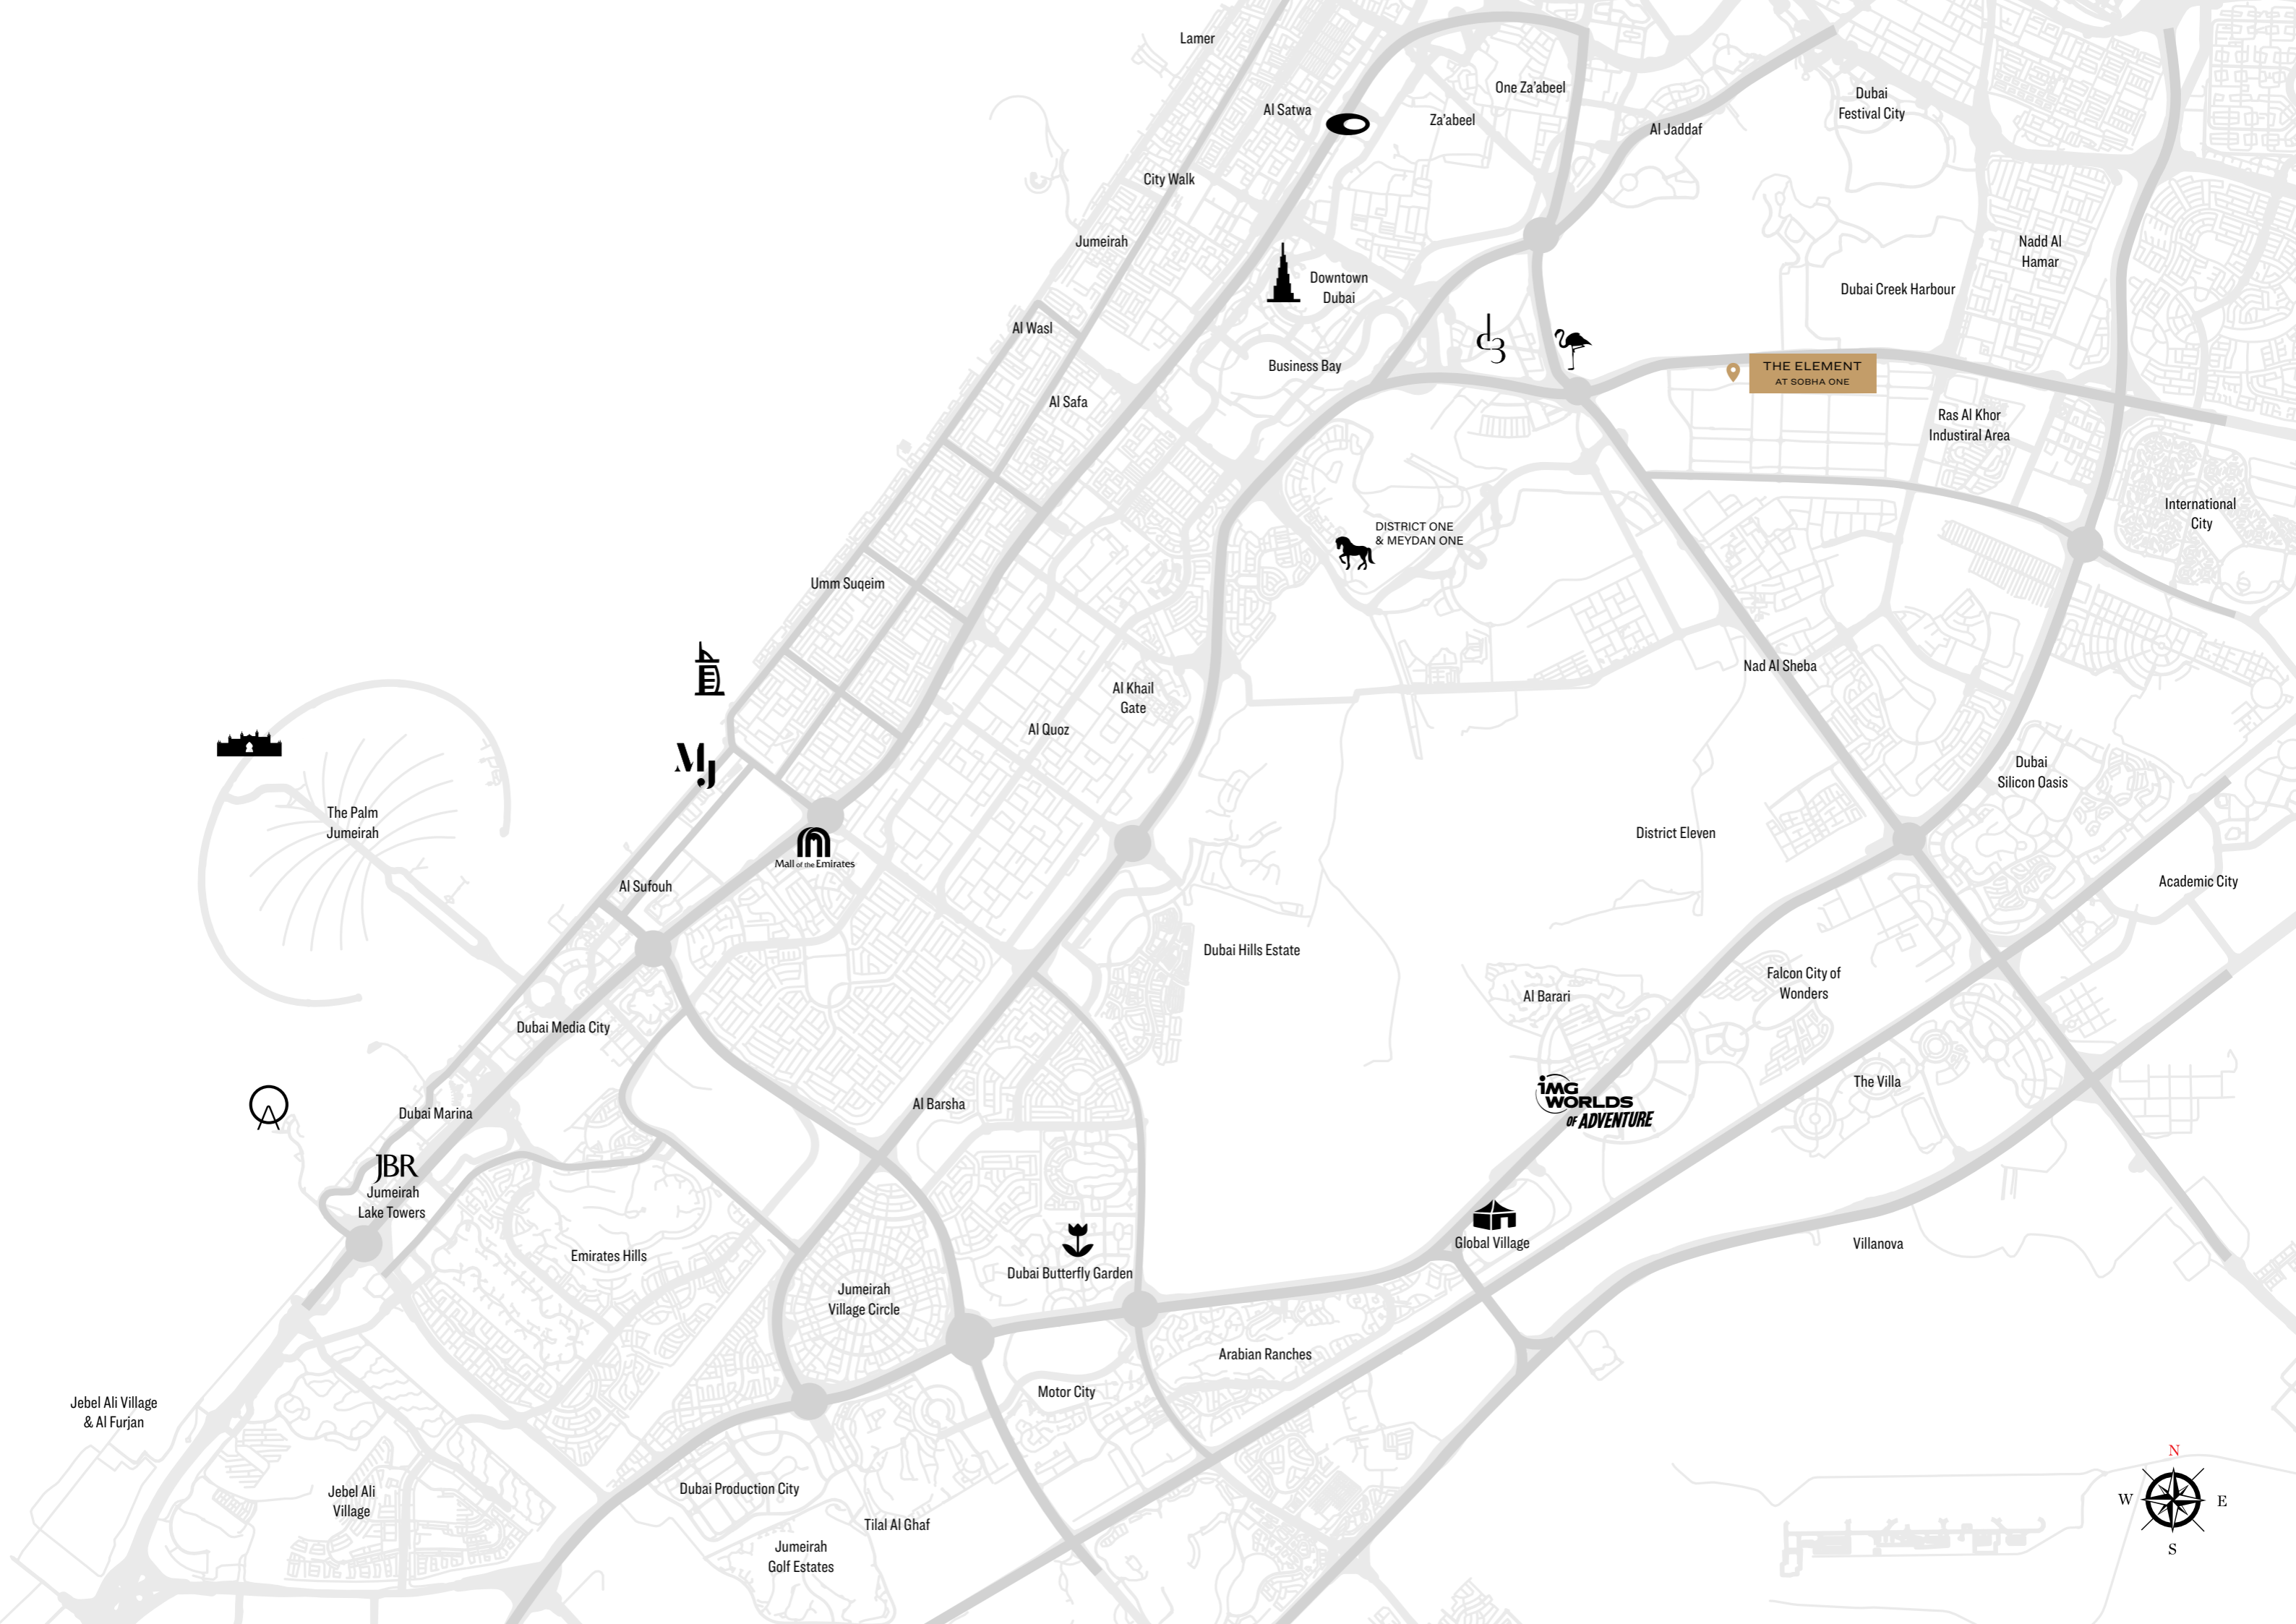 Lamer
One Za'abeel
Al Satwa
Za'abeel
Dubai
Festival City
Al Jaddaf
City Walk
Jumeirah
Nadd Al
Hamar
Downtown
Dubai
Dubai Creek Harbour
Al Wasl
d3
Business Bay
THE ELEMENT
AT SOBHA ONE
Al Safa
Ras Al Khor
Industiral Area
International
City
DISTRICT ONE
& MEYDAN ONE
Umm Suqeim
Nad Al Sheba
Al Khail
Gate
Al Quoz
MJ
Dubai
Silicon Oasis
The Palm
Jumeirah
District Eleven
Mall of the Emirates
Al Sufouh
Academic City
Dubai Hills Estate
Falcon City of
Wonders
Al Barari
Dubai Media City
The Villa
iMG
WORLDS
OF ADVENTURE
Al Barsha
Dubai Marina
JBR
Jumeirah
Lake Towers
Global Village
Villanova
Emirates Hills
Dubai Butterfly Garden
Jumeirah
Village Circle
Arabian Ranches
Motor City
Jebel Ali Village
& Al Furjan
Jebel Ali
Village
Dubai Production City
Tilal Al Ghaf
Jumeirah
Golf Estates
N
W
E
S